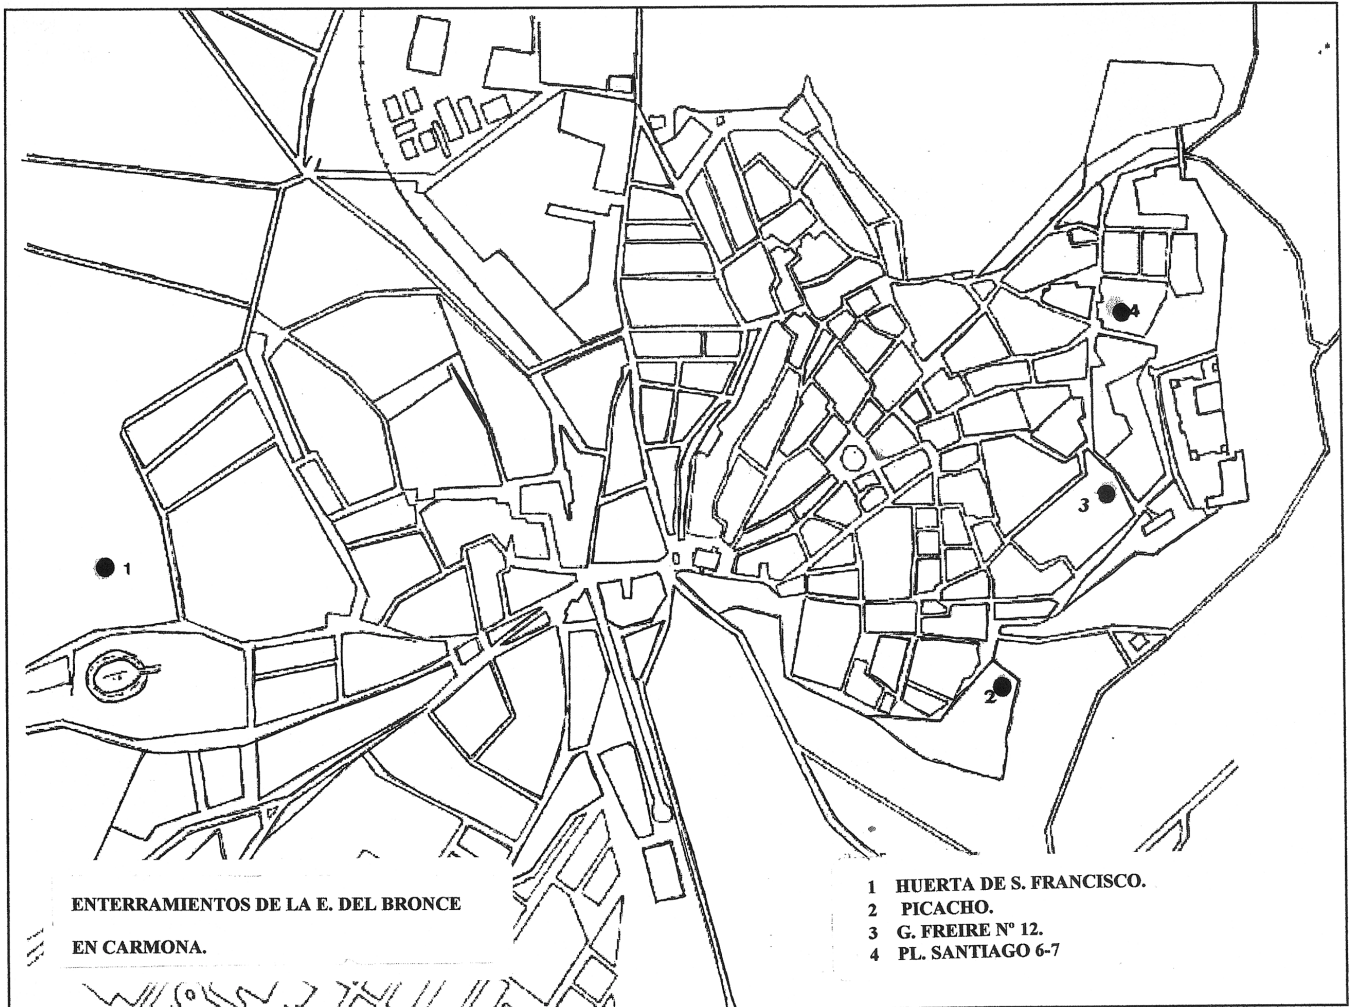 4
3
1
2
ENTERRAMIENTOS DE LA E. DEL BRONCE
EN CARMONA.
1 HUERTA DE S. FRANCISCO.
2 PICACHO.
3 G. FREIRE Nº 12.
4 PL. SANTIAGO 6-7